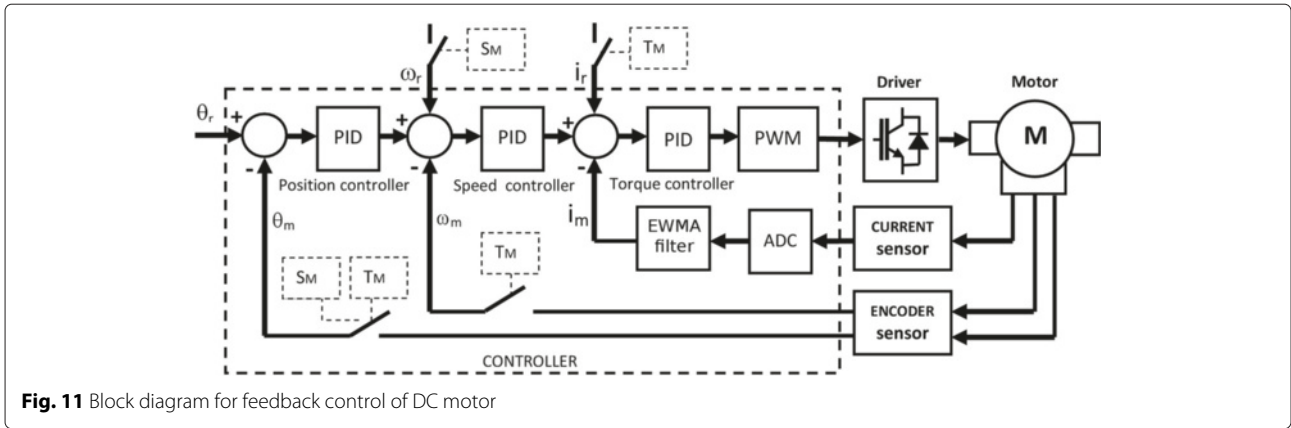 SM
TM
ωr
ir
Driver
Motor
θr
+
+
+
PID
PID
PID
PWM
M
-
-
-
Position controller
Speed controller
Torque controller
θm
ωm
im
EWMA
filter
ADC
CURRENT
sensor
SM
TM
TM
ENCODER
sensor
CONTROLLER
Fig. 11 Block diagram for feedback control of DC motor